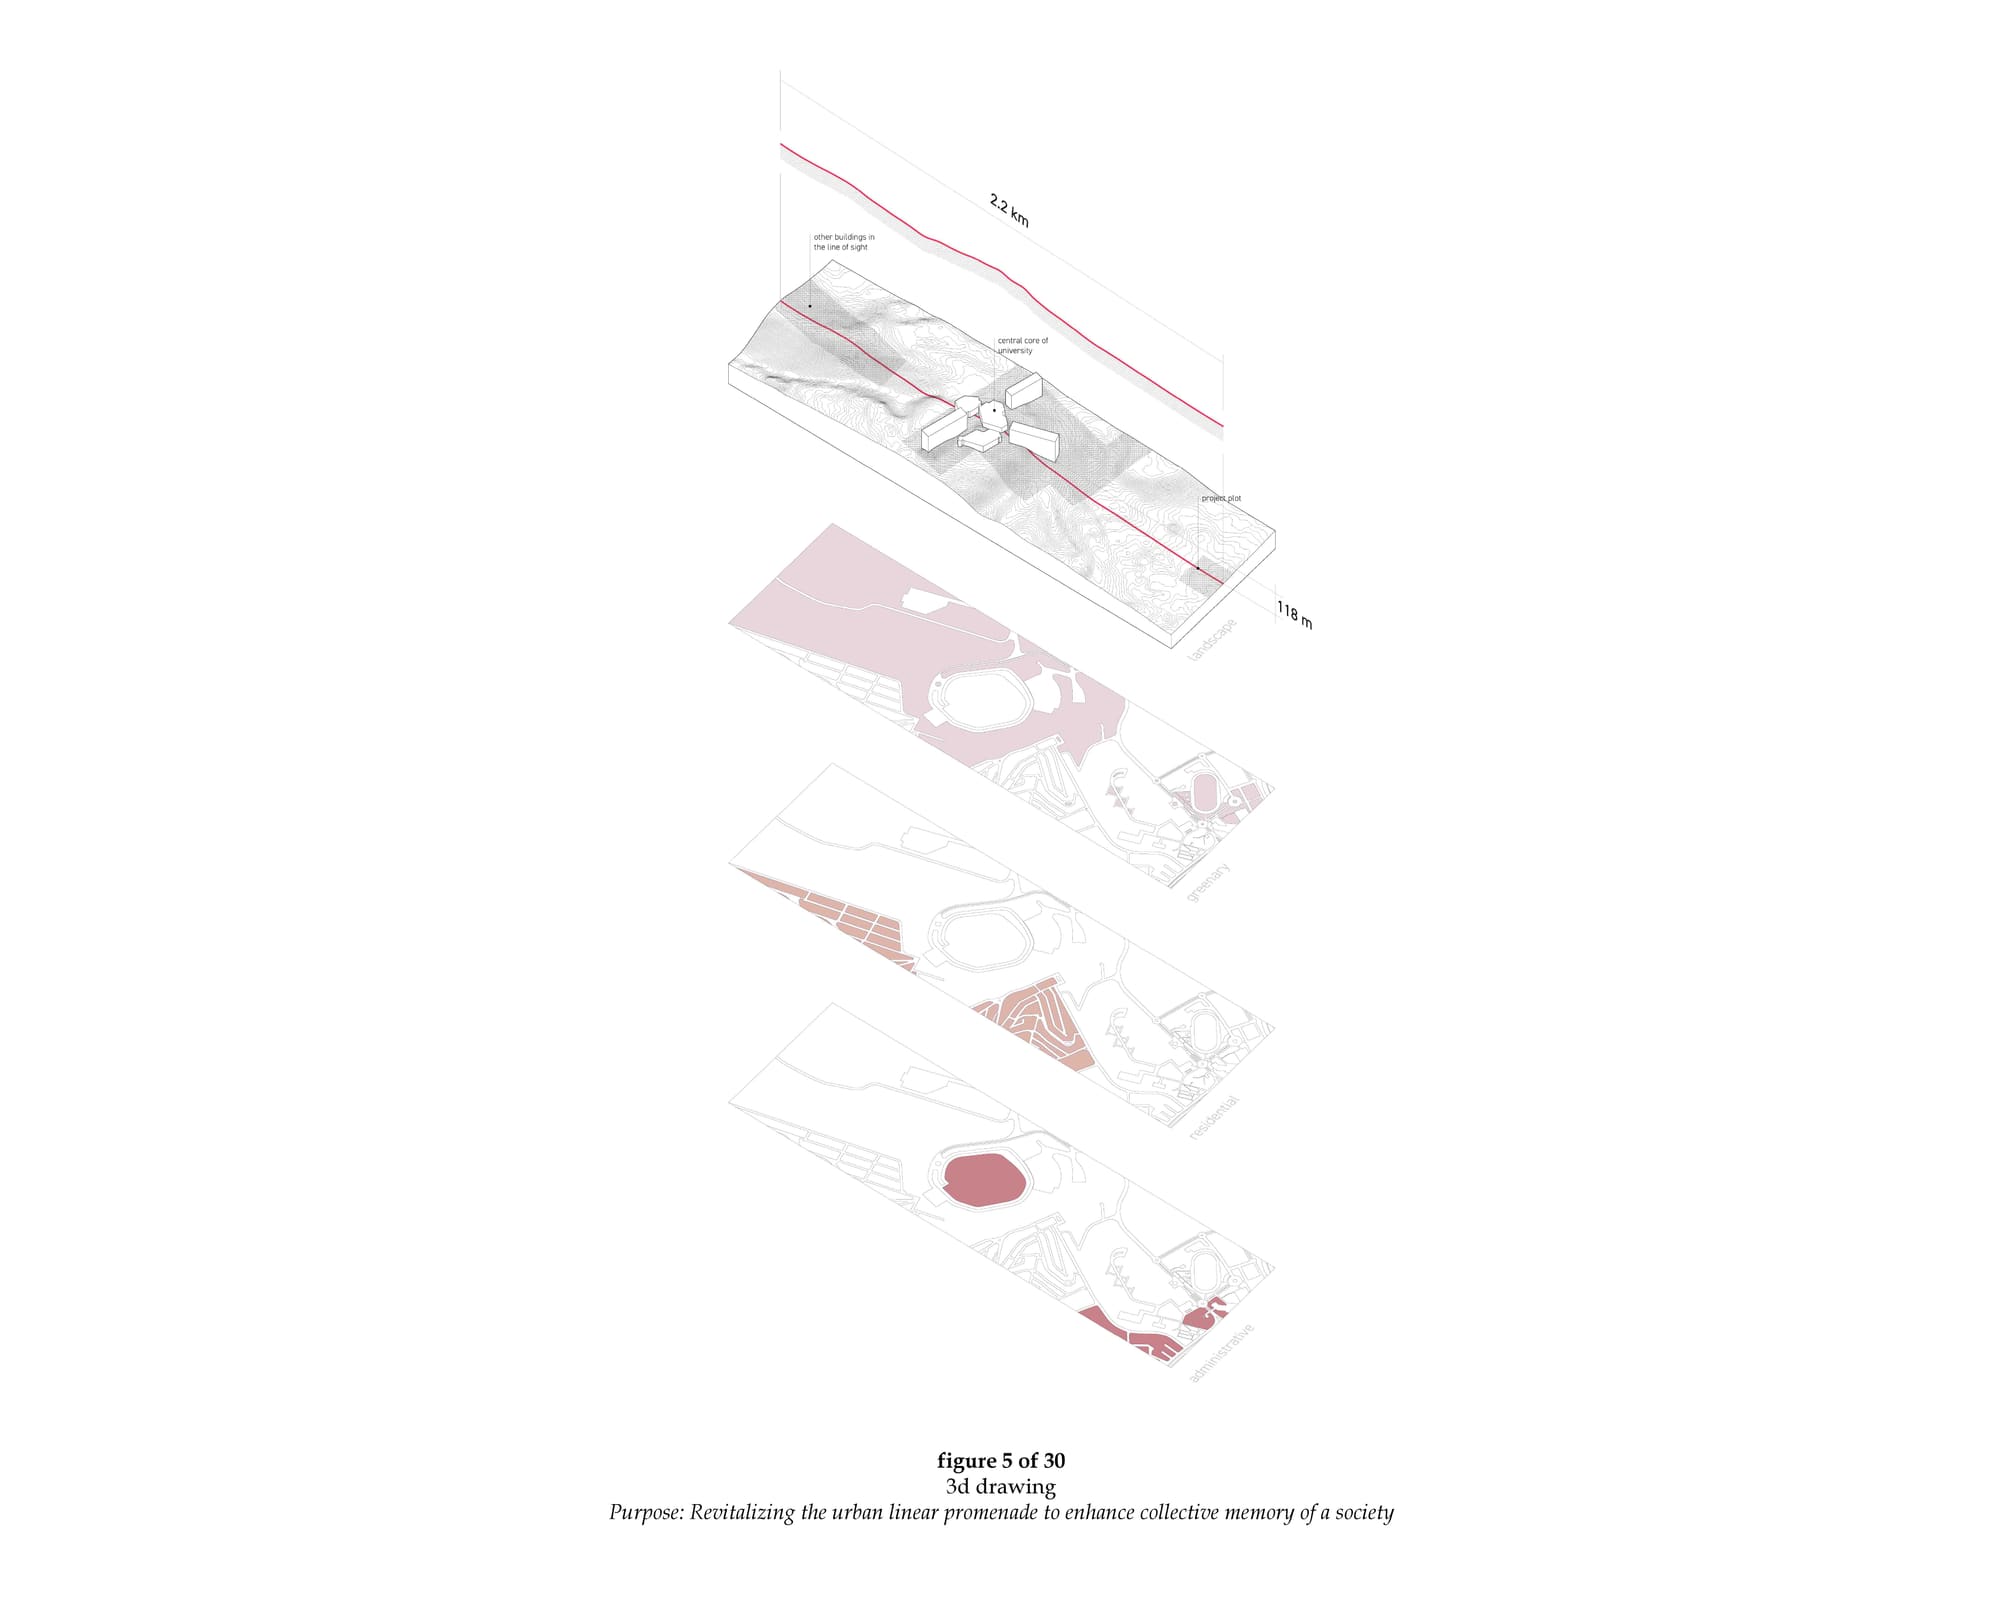 2.2 km
other buildings in
the line of sight
central core of
university
project plot
118 m
landscape
greenary
residential
administrative
figure 5 of 30
3d drawing
Purpose: Revitalizing the urban linear promenade to enhance collective memory of a society